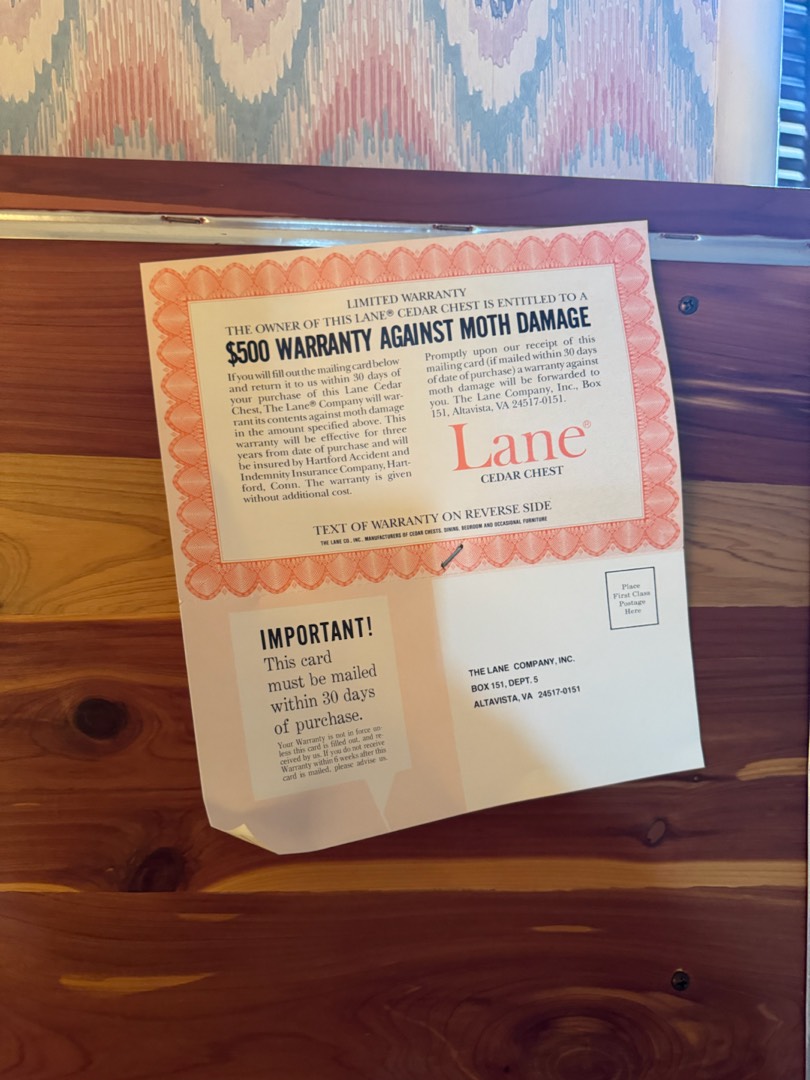 LIMITED WARRANTY
THE OWNER OF THIS LANE® CEDAR CHEST IS ENTITLED TO A
$500 WARRANTY AGAINST MOTH DAMAGE
If you will fill out the mailing card below
and return it to us within 30 days of
your purchase of this Lane Cedar
Chest, The Lane® Company will war-
rant its contents against moth damage
in the amount specified above. This
warranty will be effective for three
years from date of purchase and will
be insured by Hartford Accident and
Indemnity Insurance Company, Hart-
ford, Conn. The warranty is given
without additional cost.
Promptly upon our receipt of this
mailing card (if mailed within 30 days
of date of purchase) a warranty against
moth damage will be forwarded to
you. The Lane Company, Inc., Box
151, Altavista, VA 24517-0151.
Lane®
CEDAR CHEST
TEXT OF WARRANTY ON REVERSE SIDE
THE LANE CO., INC., MANUFACTURERS OF CEDAR CHESTS, DINING, BEDROOM AND OCCASIONAL FURNITURE
Place
First Class
Postage
Here
IMPORTANT!
This card
must be mailed
within 30 days
of purchase.
Your Warranty is not in force un-
less this card is filled out, and re-
ceived by us. If you do not receive
Warranty within 6 weeks after this
card is mailed, please advise us.
THE LANE COMPANY, INC.
BOX 151, DEPT. 5
ALTAVISTA, VA 24517-0151